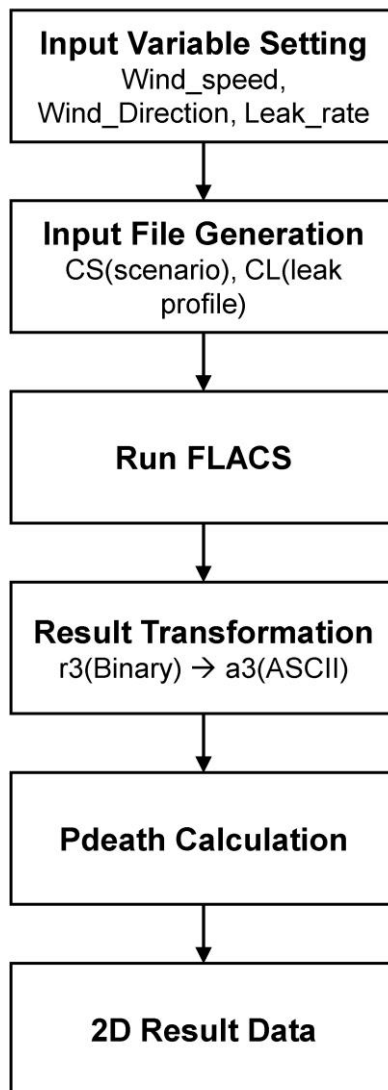 Input Variable Setting
Wind_speed,
Wind_Direction, Leak_rate
Input File Generation
CS(scenario), CL(leak
profile)
Run FLACS
Result Transformation
r3(Binary) → a3(ASCII)
Pdeath Calculation
2D Result Data